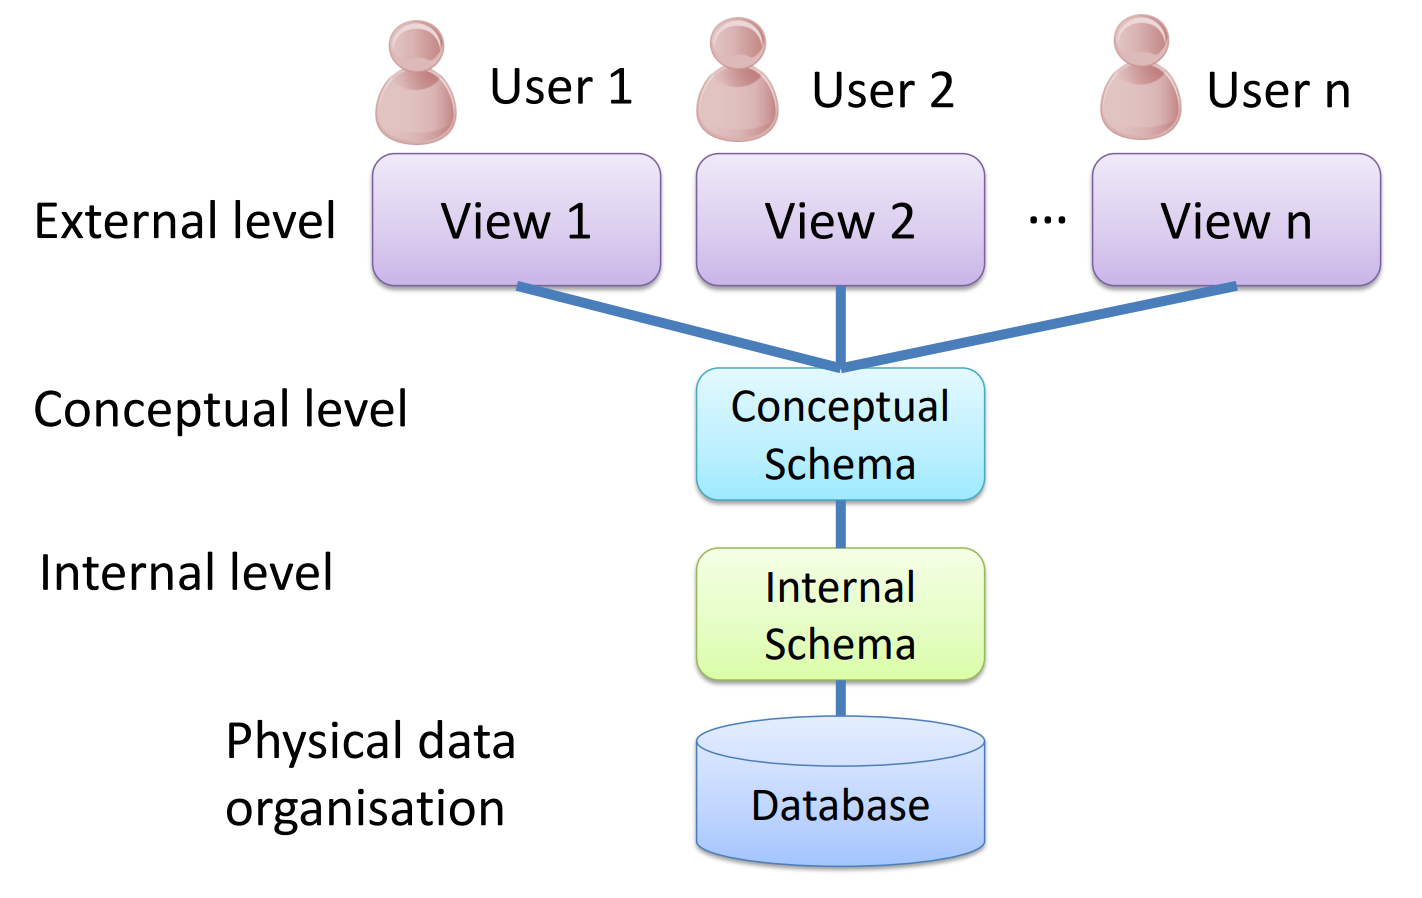 User 1
User 2
User n
External level
View 1
View 2
...
View n
Conceptual level
Conceptual
Schema
Internal level
Internal
Schema
Physical data
organisation
Database